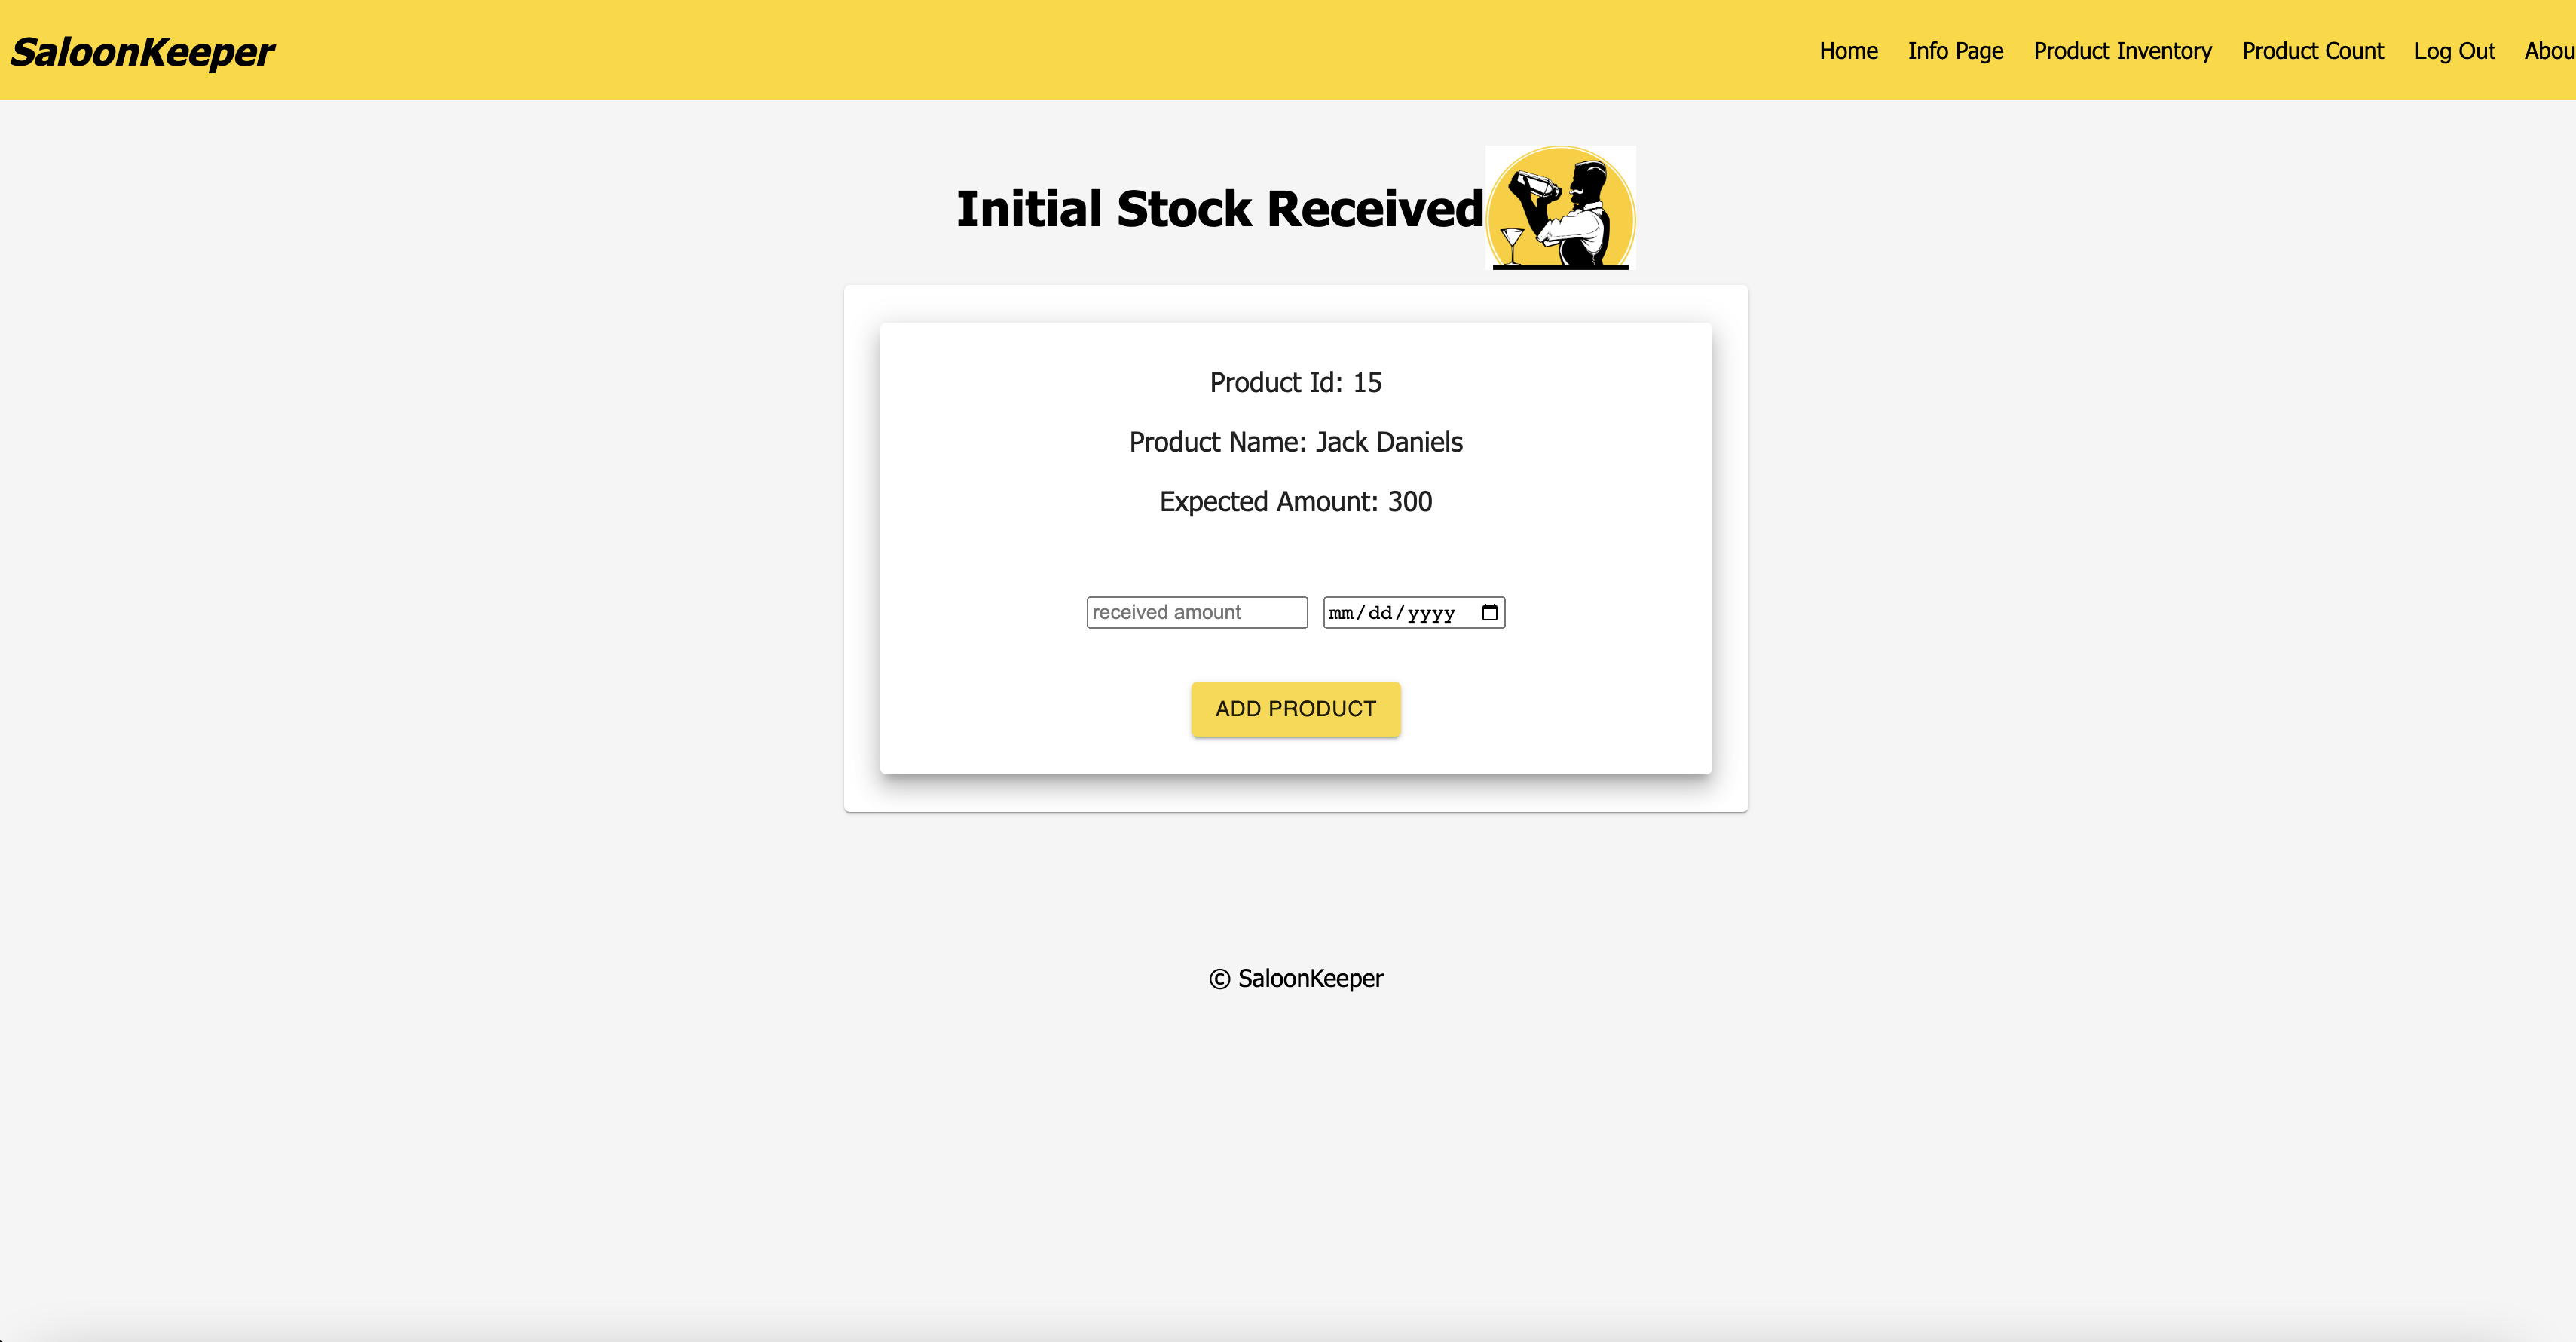 SaloonKeeper
Home Info Page Product Inventory Product Count Log Out Abou
Initial Stock Received
Product Id: 15
Product Name: Jack Daniels
Expected Amount: 300
received amount mm/dd/yyyy
ADD PRODUCT
© SaloonKeeper